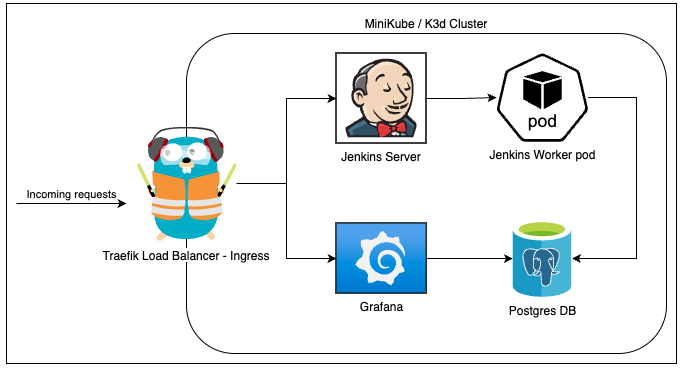 MiniKube / K3d Cluster
Jenkins Server
pod
Jenkins Worker pod
Incoming requests
Traefik Load Balancer - Ingress
Grafana
Postgres DB